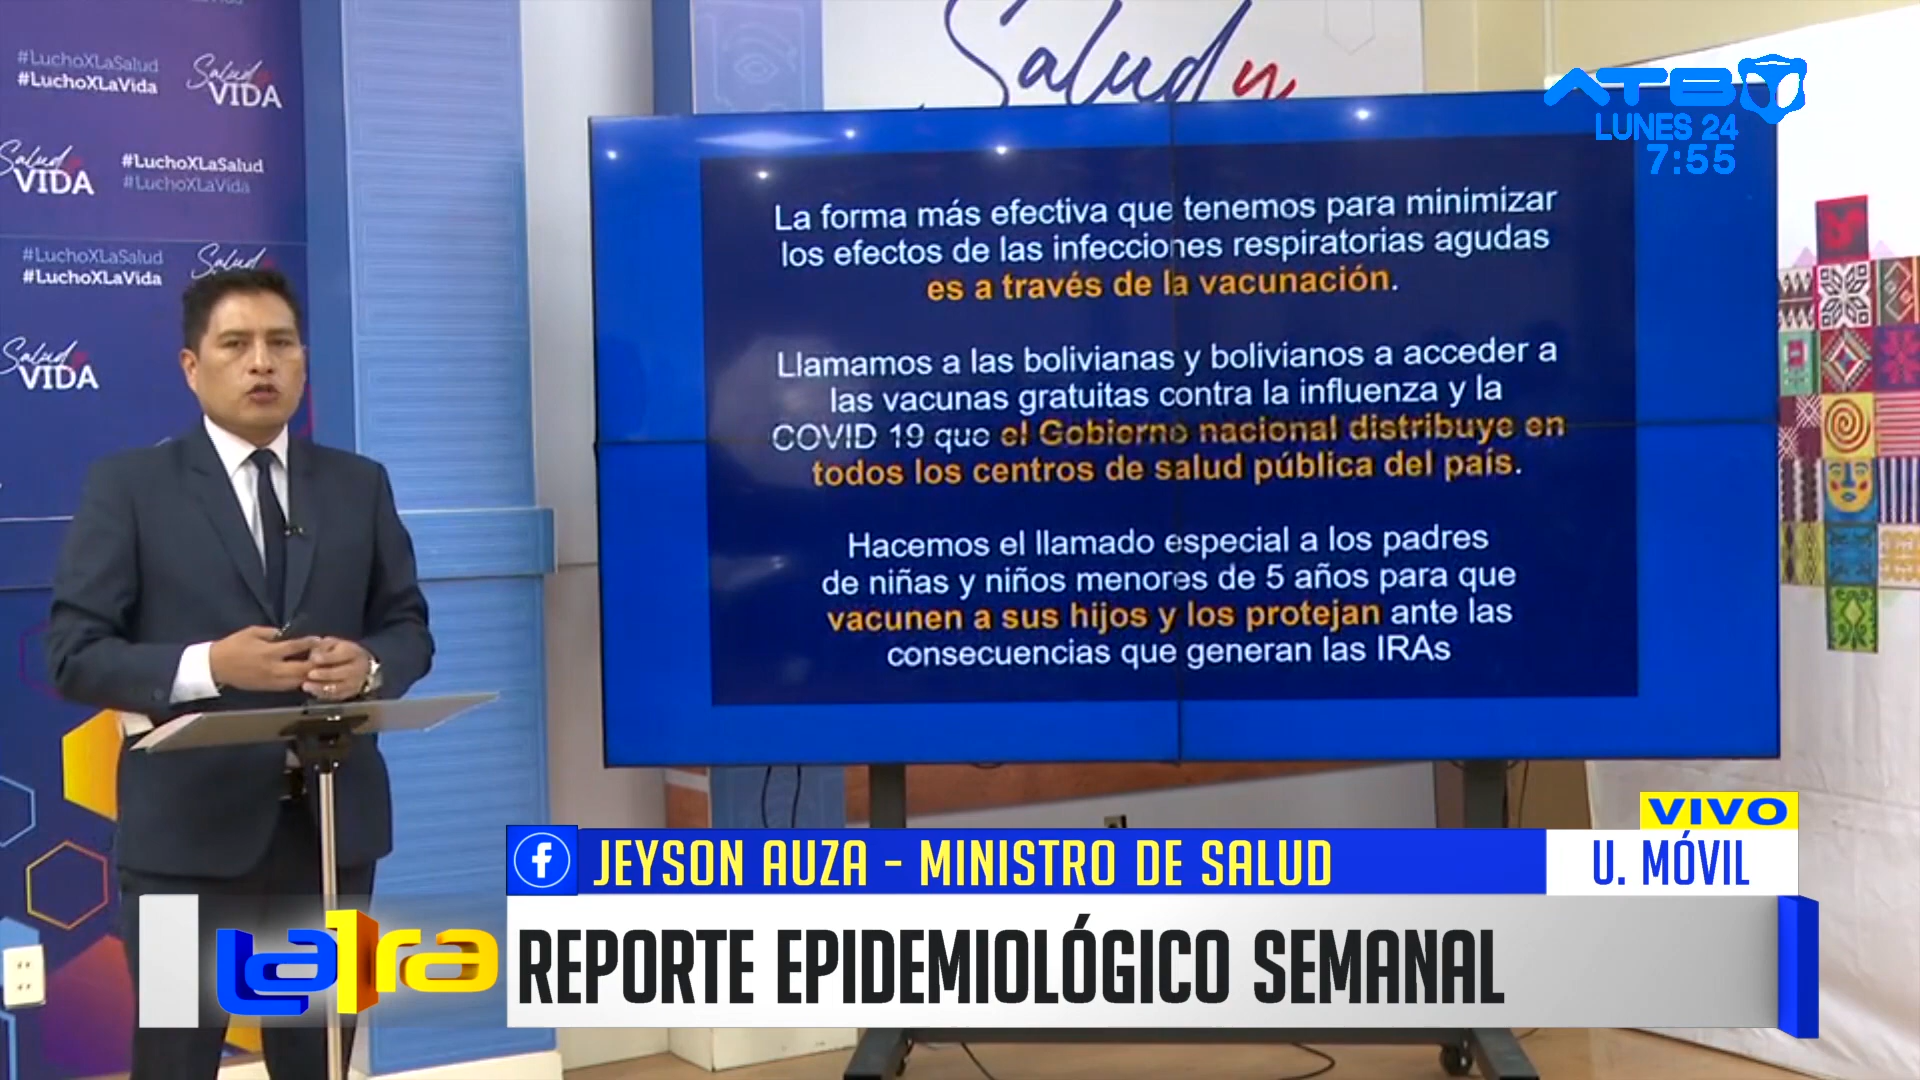 #LuchoXLaSalud
#LuchoXLaVida
Salud y
VIDA
Salud y
VIDA
#LuchoXLaSalud
#LuchoXLaVida
#LuchoXLaSalud
#LuchoXLaVida
Salud
Salud y
VIDA
Salud y
ATB
LUNES 24
7:55
La forma más efectiva que tenemos para minimizar
los efectos de las infecciones respiratorias agudas
es a través de la vacunación.
Llamamos a las bolivianas y bolivianos a acceder a
las vacunas gratuitas contra la influenza y la
COVID 19 que el Gobierno nacional distribuye en
todos los centros de salud pública del país.
Hacemos el llamado especial a los padres
de niñas y niños menores de 5 años para que
vacunen a sus hijos y los protejan ante las
consecuencias que generan las IRAs
VIVO
U. MÓVIL
f JEYSON AUZA - MINISTRO DE SALUD
La1ra
REPORTE EPIDEMIOLÓGICO SEMANAL